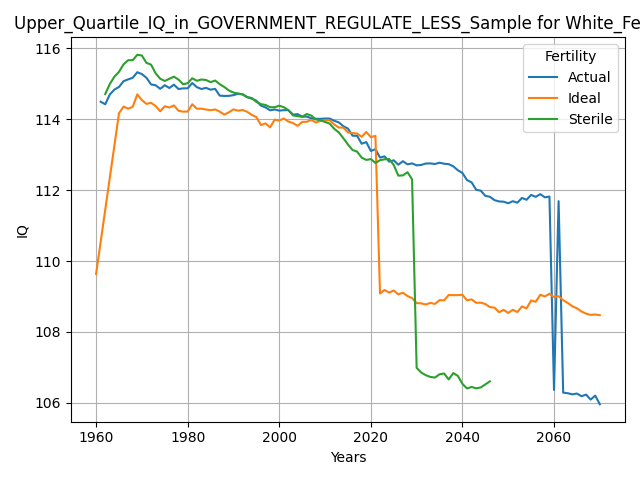 Upper_Quartile_IQ_in_GOVERNMENT_REGULATE_LESS_Sample for White_Fe
Fertility
Actual
Ideal
Sterile
IQ
116
114
112
110
108
106
1960
1980
2000
2020
2040
2060
Years